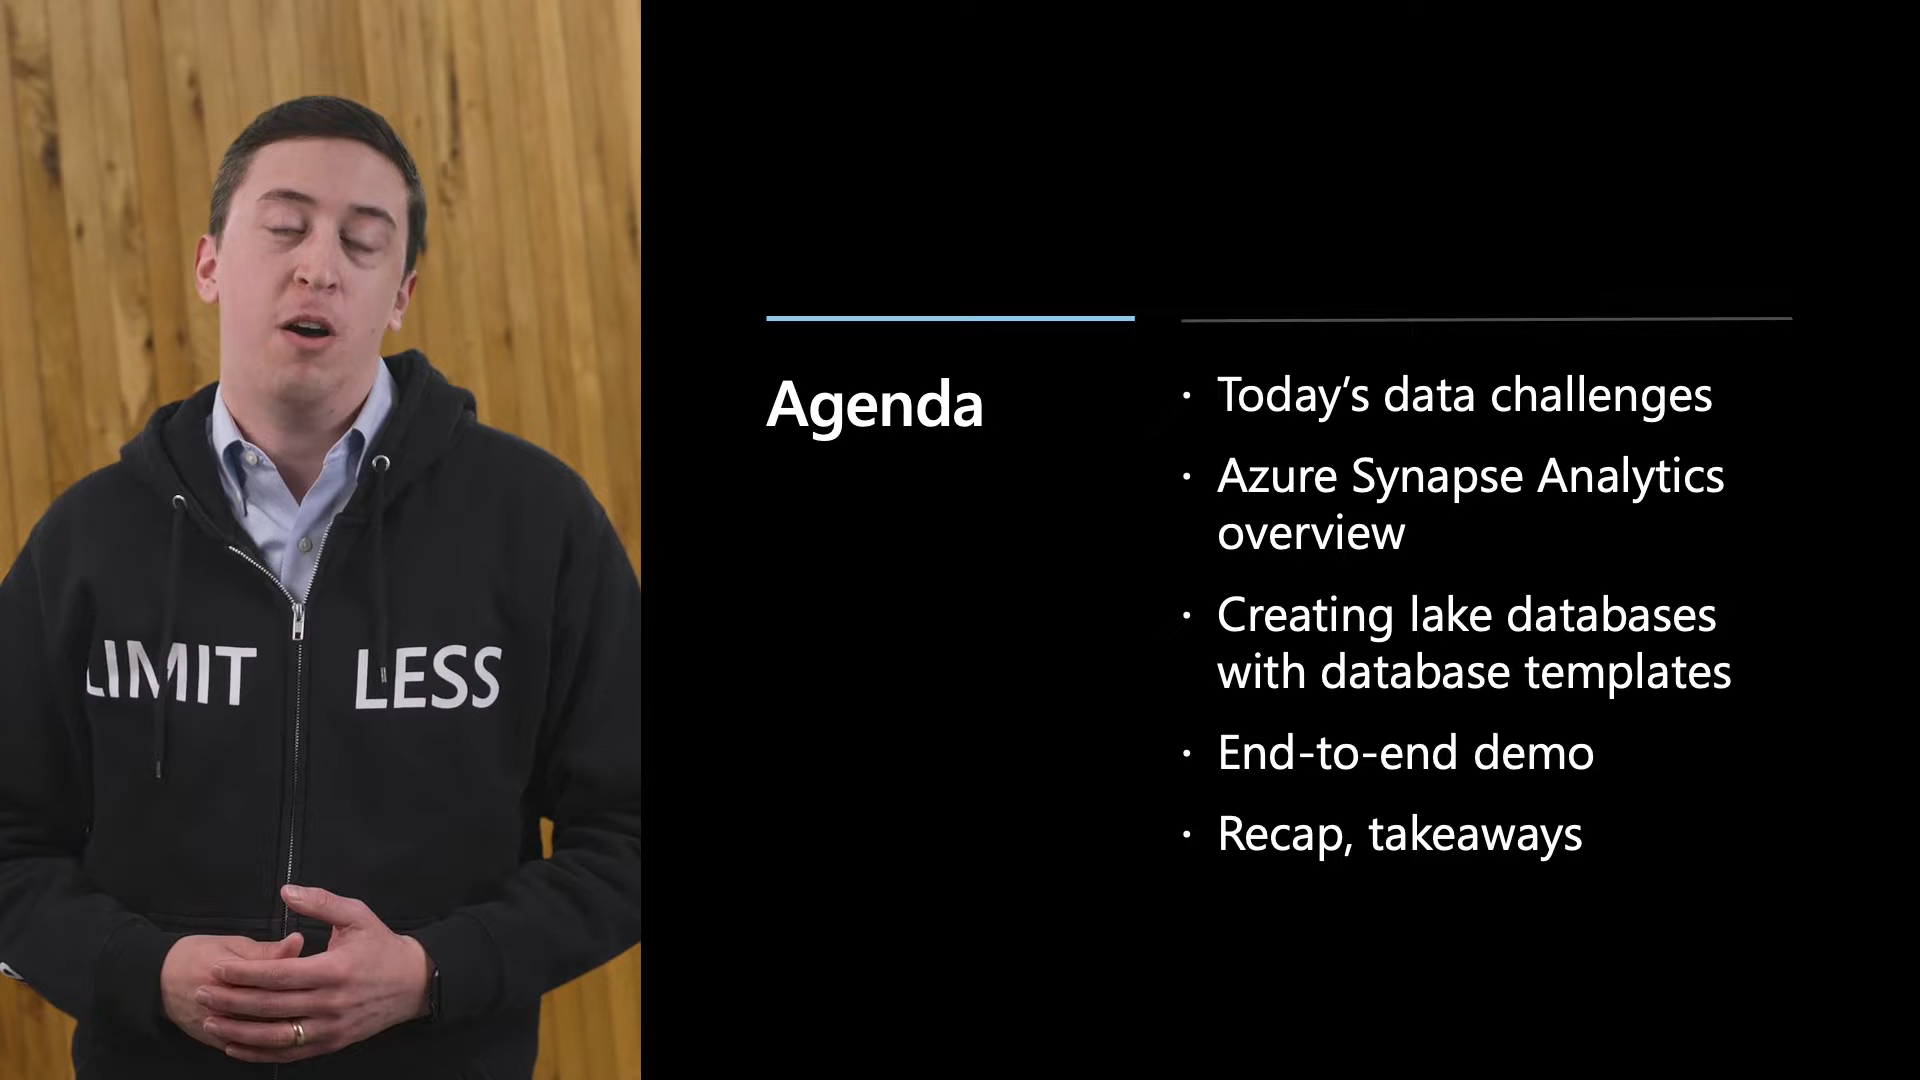 LIMIT LESS
Agenda
· Today's data challenges
· Azure Synapse Analytics
overview
· Creating lake databases
with database templates
· End-to-end demo
· Recap, takeaways